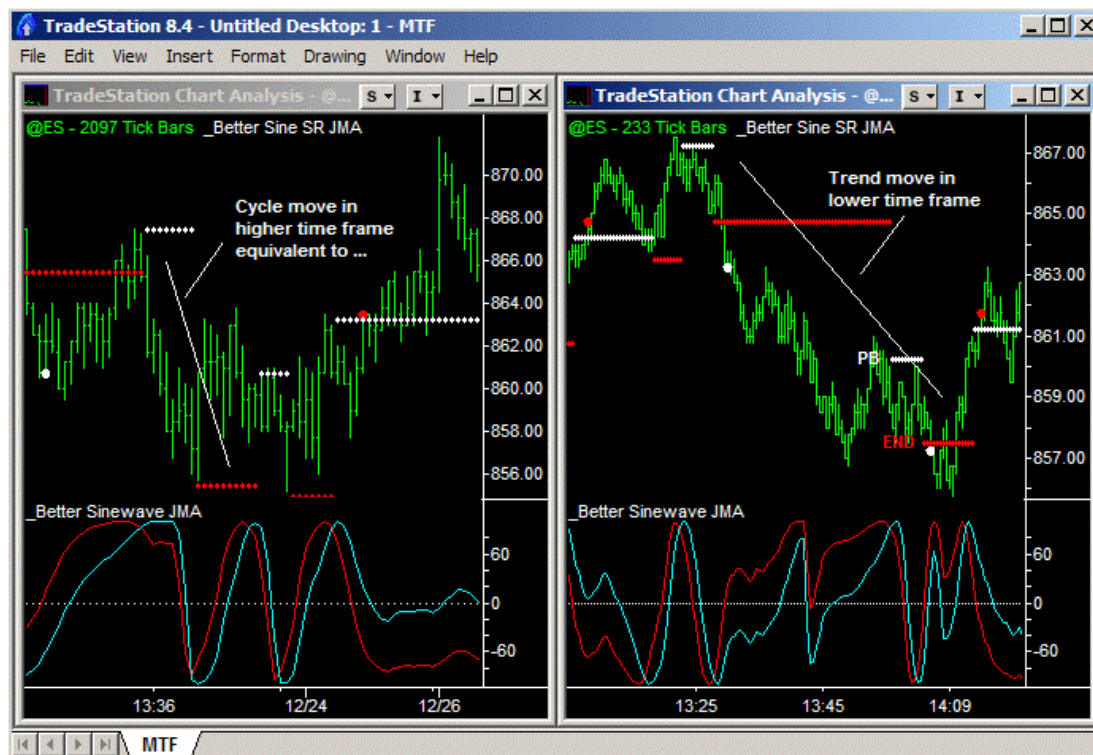 TradeStation 8.4 - Untitled Desktop: 1 - MTF
File Edit View Insert Format Drawing Window Help
TradeStation Chart Analysis - @... S I
@ES - 2097 Tick Bars _Better Sine SR JMA
Cycle move in
higher time frame
equivalent to ...
870.00
868.00
866.00
864.00
862.00
860.00
858.00
856.00
_Better Sinewave JMA
60
0
-60
13:36 12/24 12/26
TradeStation Chart Analysis - @... S I
@ES - 233 Tick Bars _Better Sine SR JMA
Trend move in
lower time frame
PB
END
867.00
865.00
863.00
861.00
859.00
857.00
_Better Sinewave JMA
60
0
-60
13:25 13:45 14:09
MTF